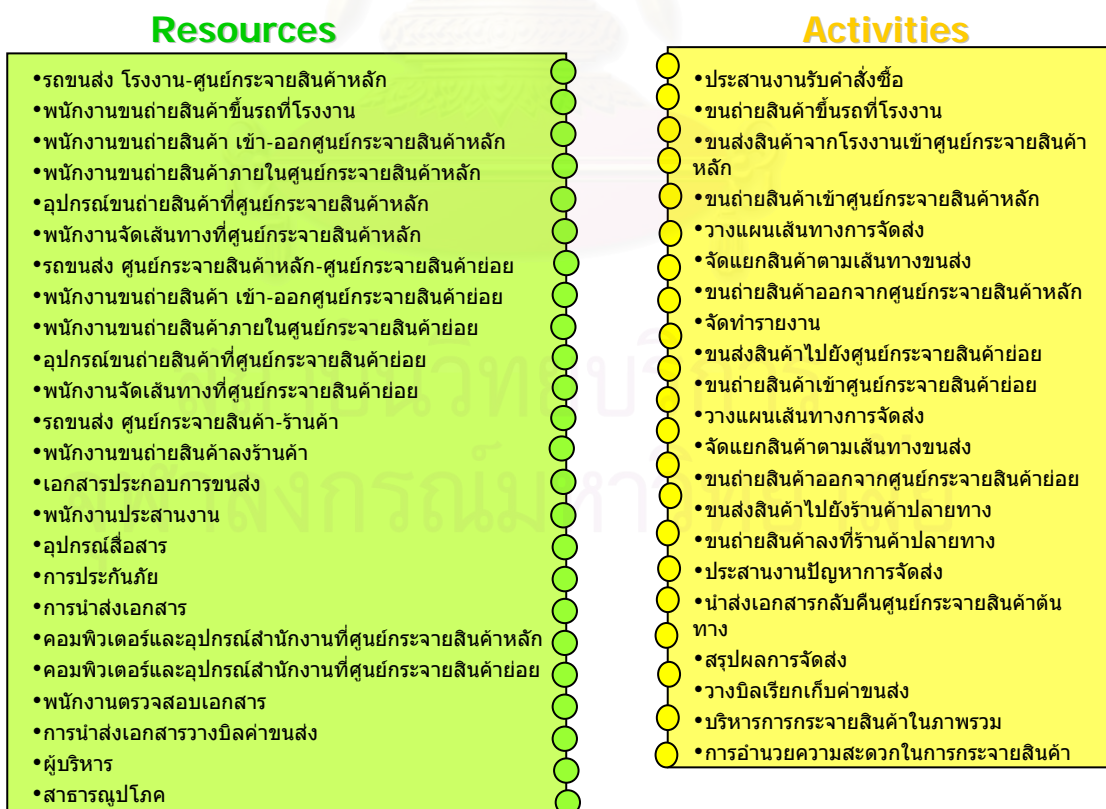 Resources
•รถขนส่ง โรงงาน-ศูนย์กระจายสินค้าหลัก
•พนักงานขนถ่ายสินค้าขึ้นรถที่โรงงาน
•พนักงานขนถ่ายสินค้า เข้า-ออกศูนย์กระจายสินค้าหลัก
•พนักงานขนถ่ายสินค้าภายในศูนย์กระจายสินค้าหลัก
•อุปกรณ์ขนถ่ายสินค้าที่ศูนย์กระจายสินค้าหลัก
•พนักงานจัดเส้นทางที่ศูนย์กระจายสินค้าหลัก
•รถขนส่ง ศูนย์กระจายสินค้าหลัก-ศูนย์กระจายสินค้าย่อย
•พนักงานขนถ่ายสินค้า เข้า-ออกศูนย์กระจายสินค้าย่อย
•พนักงานขนถ่ายสินค้าภายในศูนย์กระจายสินค้าย่อย
•อุปกรณ์ขนถ่ายสินค้าที่ศูนย์กระจายสินค้าย่อย
•พนักงานจัดเส้นทางที่ศูนย์กระจายสินค้าย่อย
•รถขนส่ง ศูนย์กระจายสินค้า-ร้านค้า
•พนักงานขนถ่ายสินค้าลงร้านค้า
•เอกสารประกอบการขนส่ง
•พนักงานประสานงาน
•อุปกรณ์สื่อสาร
•การประกันภัย
•การนำส่งเอกสาร
•คอมพิวเตอร์และอุปกรณ์สำนักงานที่ศูนย์กระจายสินค้าหลัก
•คอมพิวเตอร์และอุปกรณ์สำนักงานที่ศูนย์กระจายสินค้าย่อย
•พนักงานตรวจสอบเอกสาร
•การนำส่งเอกสารวางบิลค่าขนส่ง
•ผู้บริหาร
•สาธารณูปโภค
Activities
•ประสานงานรับคำสั่งซื้อ
•ขนถ่ายสินค้าขึ้นรถที่โรงงาน
•ขนส่งสินค้าจากโรงงานเข้าศูนย์กระจายสินค้า
หลัก
•ขนถ่ายสินค้าเข้าศูนย์กระจายสินค้าหลัก
•วางแผนเส้นทางการจัดส่ง
•จัดแยกสินค้าตามเส้นทางขนส่ง
•ขนถ่ายสินค้าออกจากศูนย์กระจายสินค้าหลัก
•จัดทำรายงาน
•ขนส่งสินค้าไปยังศูนย์กระจายสินค้าย่อย
•ขนถ่ายสินค้าเข้าศูนย์กระจายสินค้าย่อย
•วางแผนเส้นทางการจัดส่ง
•จัดแยกสินค้าตามเส้นทางขนส่ง
•ขนถ่ายสินค้าออกจากศูนย์กระจายสินค้าย่อย
•ขนส่งสินค้าไปยังร้านค้าปลายทาง
•ขนถ่ายสินค้าลงที่ร้านค้าปลายทาง
•ประสานงานปัญหาการจัดส่ง
•นำส่งเอกสารกลับคืนศูนย์กระจายสินค้าต้น
ทาง
•สรุปผลการจัดส่ง
•วางบิลเรียกเก็บค่าขนส่ง
•บริหารการกระจายสินค้าในภาพรวม
•การอำนวยความสะดวกในการกระจายสินค้า
สถาบันวิทยบริการ
จุฬาลงกรณ์มหาวิทยาลัย